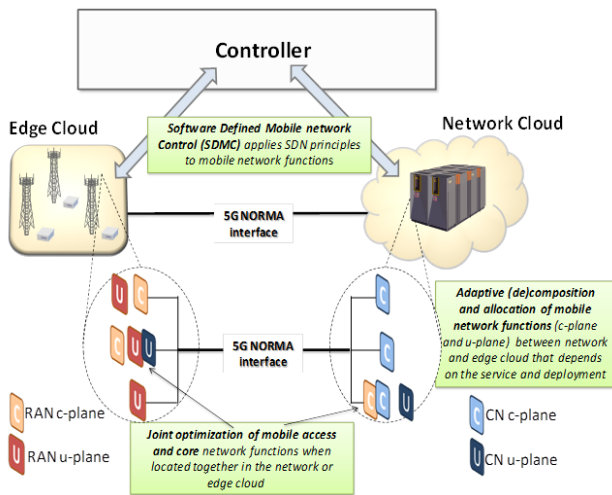 Controller
Edge Cloud
Network Cloud
Software Defined Mobile network
Control (SDMC) applies SDN principles
to mobile network functions
5G NORMA
interface
U C
C
Adaptive (de)composition
and allocation of mobile
network functions (c-plane
and u-plane) between network
and edge cloud that depends
on the service and deployment
C U U
5G NORMA
interface
C
U
C C U
C RAN c-plane
U RAN u-plane
Joint optimization of mobile access
and core network functions when
located together in the network or
edge cloud
C CN c-plane
U CN u-plane